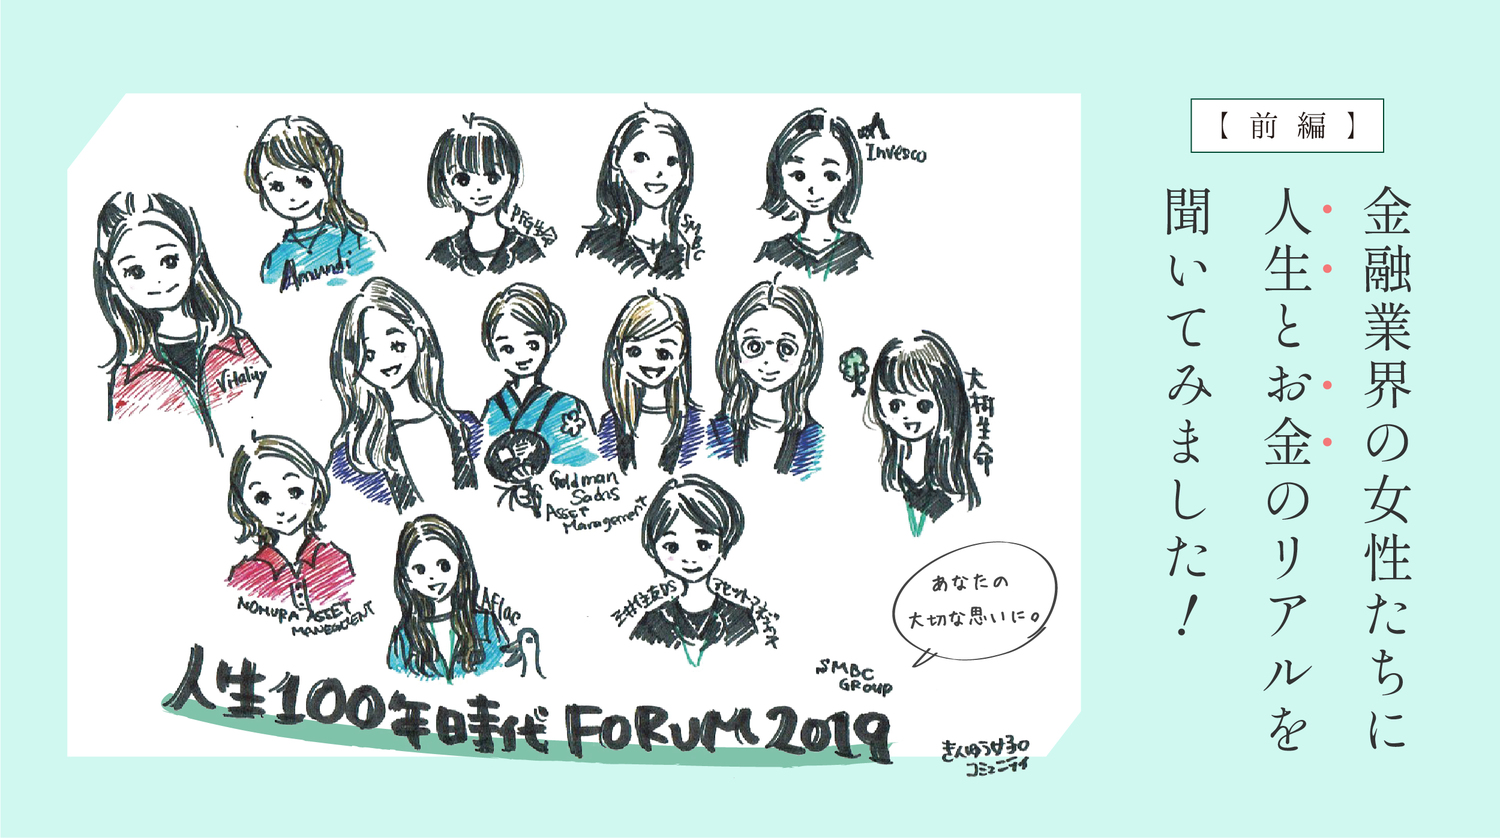 【 前 編 】
金融業界の女性たちに
人生とお金のリアルを
聞いてみました！
Invesco
PFG生命
SMBC
Amundi
Vitality
大樹生命
Goldman
Sachs
Asset
Management
NOMURA ASSET
MANEGEMENT
Aflac
三井住友DS
アセットマネジメント
あなたの
大切な思いに。
SMBC
GROUP
人生100年時代 FORUM 2019
きんゆう女子。
コミュニティ